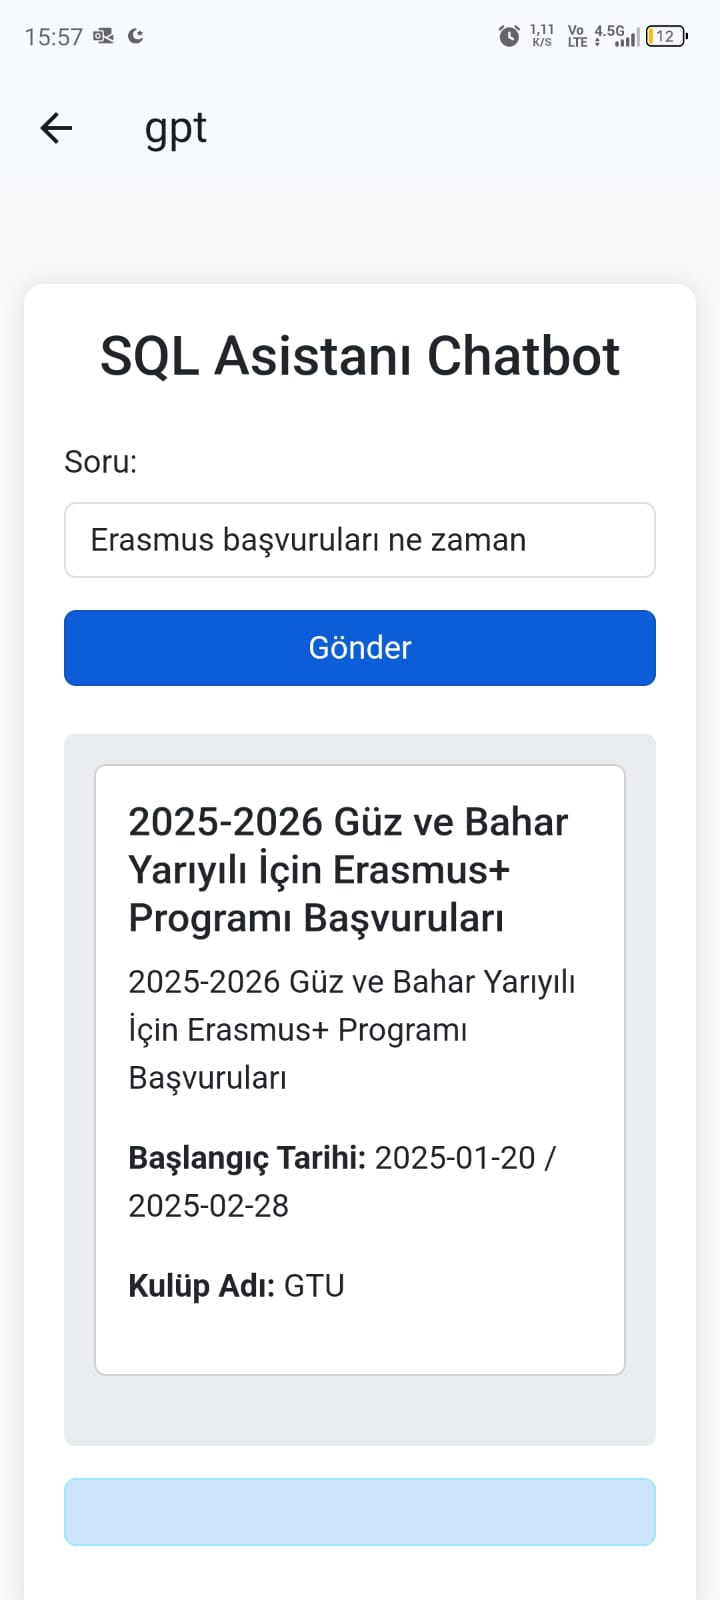 15:57
1,11 K/S Vo LTE 4.5G 12
gpt
SQL Asistanı Chatbot
Soru:
Erasmus başvuruları ne zaman
Gönder
2025-2026 Güz ve Bahar
Yarıyılı İçin Erasmus+
Programı Başvuruları
2025-2026 Güz ve Bahar Yarıyılı
İçin Erasmus+ Programı
Başvuruları
Başlangıç Tarihi: 2025-01-20 /
2025-02-28
Kulüp Adı: GTU